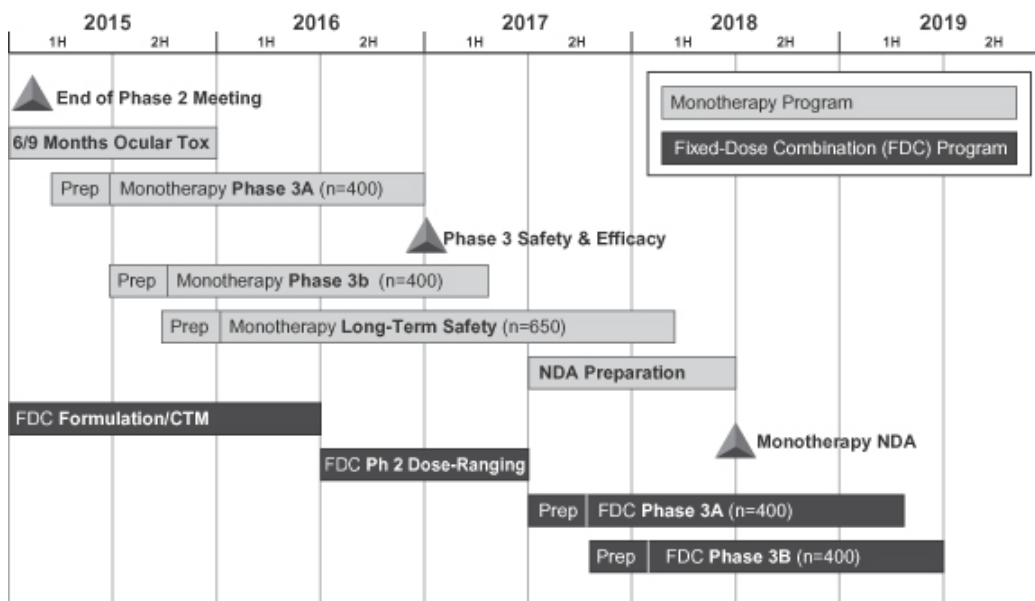 2015 2016 2017 2018 2019
1H 2H 1H 2H 1H 2H 1H 2H 1H 2H
End of Phase 2 Meeting
Monotherapy Program
6/9 Months Ocular Tox
Fixed-Dose Combination (FDC) Program
Prep Monotherapy Phase 3A (n=400)
Phase 3 Safety & Efficacy
Prep Monotherapy Phase 3b (n=400)
Prep Monotherapy Long-Term Safety (n=650)
NDA Preparation
FDC Formulation/CTM
Monotherapy NDA
FDC Ph 2 Dose-Ranging
Prep FDC Phase 3A (n=400)
Prep FDC Phase 3B (n=400)